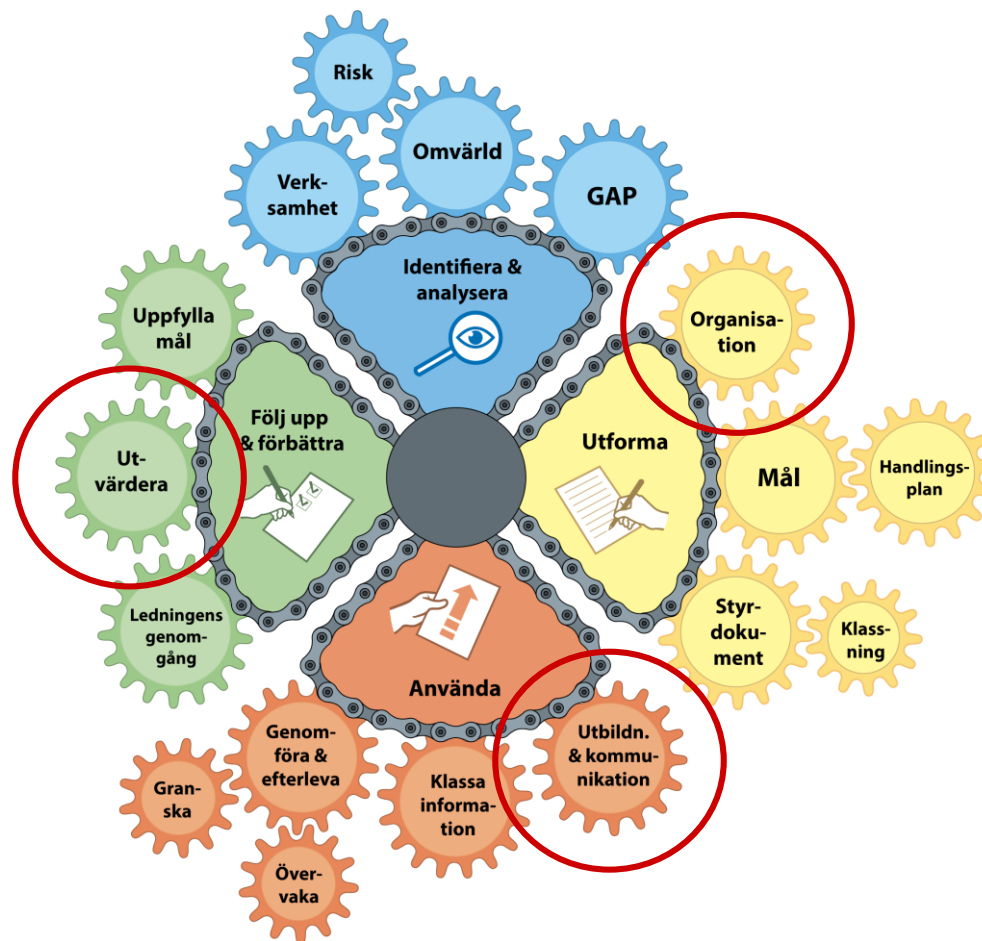 Risk
Omvärld
Verk-
samhet
GAP
Identifiera &
analysera
Organisa-
tion
Uppfylla
mål
Följ upp
& förbättra
Utforma
Ut-
värdera
Mål
Handlings-
plan
Ledningens
genom-
gång
Styr-
doku-
ment
Klass-
ning
Använda
Genom-
föra &
efterleva
Utbildn.
& kommu-
nikation
Klassa
informa-
tion
Gran-
ska
Över-
vaka